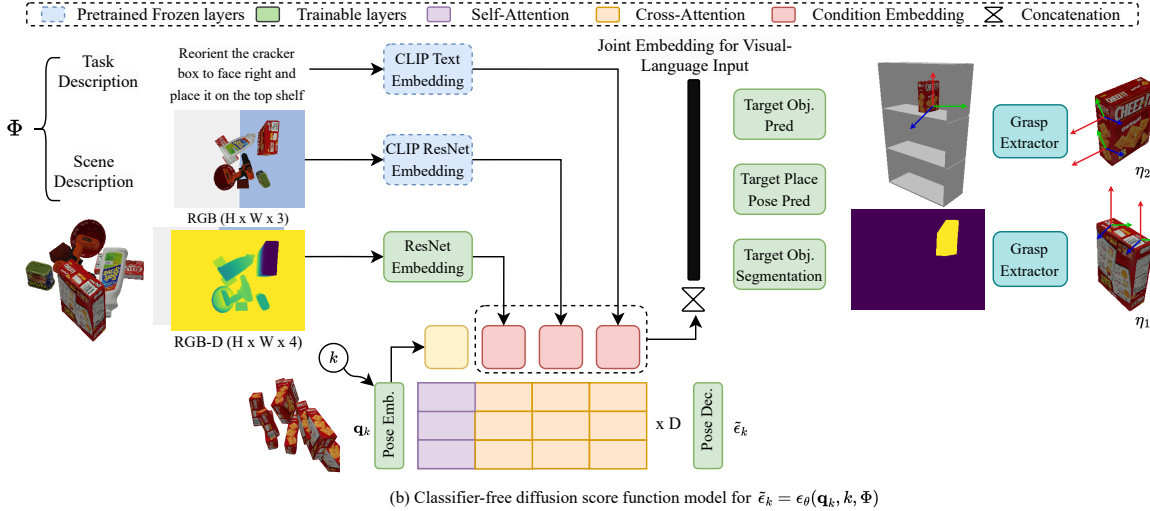 Pretrained Frozen layers
Trainable layers
Self-Attention
Cross-Attention
Condition Embedding
Concatenation
Φ
Task
Description
Scene
Description
Reorient the cracker
box to face right and
place it on the top shelf
RGB (H x W x 3)
RGB-D (H x W x 4)
CLIP Text
Embedding
CLIP ResNet
Embedding
ResNet
Embedding
Joint Embedding for Visual-
Language Input
Target Obj.
Pred
Target Place
Pose Pred
Target Obj.
Segmentation
Grasp
Extractor
CHEEZ-IT
η₂
Grasp
Extractor
η₁
k
q_k
Pose Emb.
x D
Pose Dec.
ϵ̃_k
(b) Classifier-free diffusion score function model for ϵ̃_k = ϵ_θ(q_k, k, Φ)